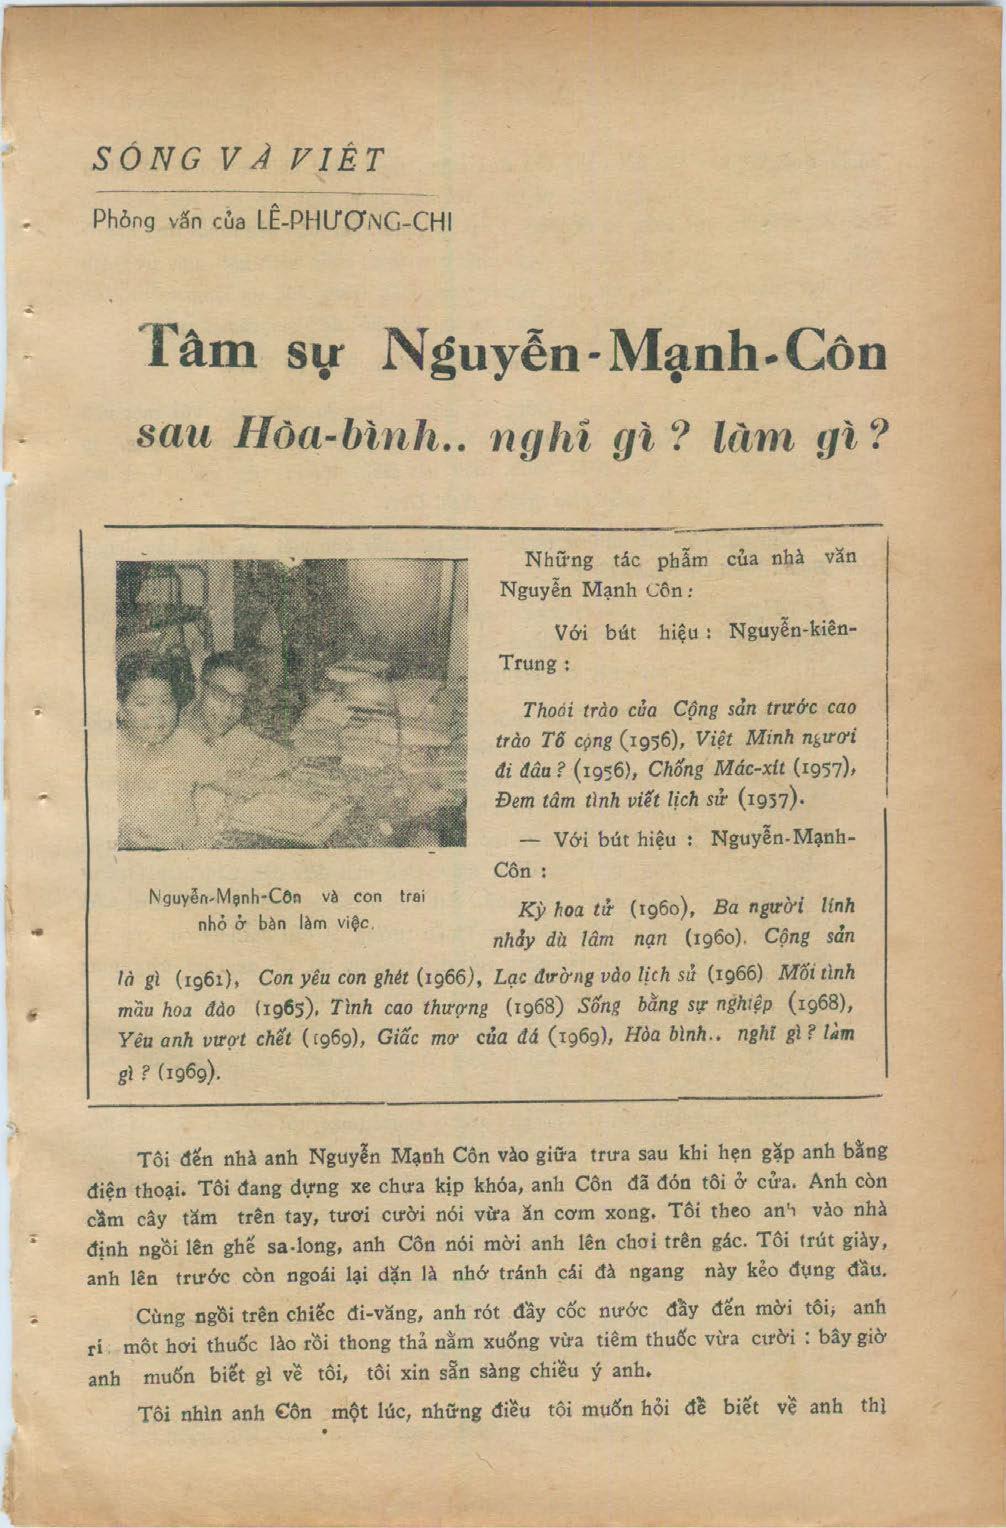 SỐNG VÀ VIẾT
Phỏng vấn của LÊ-PHƯƠNG-CHI
Tâm sự Nguyễn-Mạnh-Côn
sau Hòa-bình.. nghĩ gì ? làm gì ?
Nguyễn-Mạnh-Côn và con trai
nhỏ ở bàn làm việc.
Những tác phẩm của nhà văn
Nguyễn Mạnh Côn :
Với bút hiệu : Nguyễn-kiên-
Trung :
Thoái trào của Cộng sản trước cao
trào Tố cộng (1956), Việt Minh ngươi
đi đâu ? (1956), Chống Mác-xít (1957),
Đem tâm tình viết lịch sử (1957).
— Với bút hiệu : Nguyễn-Mạnh-
Côn :
Kỳ hoa tử (1960), Ba người lính
nhảy dù lâm nạn (1960). Cộng sản
là gì (1961), Con yêu con ghét (1966), Lạc đường vào lịch sử (1966) Mối tình
mầu hoa đào (1965), Tình cao thượng (1968) Sống bằng sự nghiệp (1968),
Yêu anh vượt chết (1969), Giấc mơ của đá (1969), Hòa bình.. nghĩ gì ? làm
gì ? (1969).
Tôi đến nhà anh Nguyễn Mạnh Côn vào giữa trưa sau khi hẹn gặp anh bằng
điện thoại. Tôi đang dựng xe chưa kịp khóa, anh Côn đã đón tôi ở cửa. Anh còn
cầm cây tăm trên tay, tươi cười nói vừa ăn cơm xong. Tôi theo anh vào nhà
định ngồi lên ghế sa-long, anh Côn nói mời anh lên chơi trên gác. Tôi trút giày,
anh lên trước còn ngoái lại dặn là nhớ tránh cái đà ngang này kẻo đụng đầu.
Cùng ngồi trên chiếc đi-văng, anh rót đầy cốc nước đẩy đến mời tôi, anh
rí một hơi thuốc lào rồi thong thả nằm xuống vừa tiêm thuốc vừa cười : bây giờ
anh muốn biết gì về tôi, tôi xin sẵn sàng chiều ý anh.
Tôi nhìn anh Côn một lúc, những điều tôi muốn hỏi để biết về anh thì